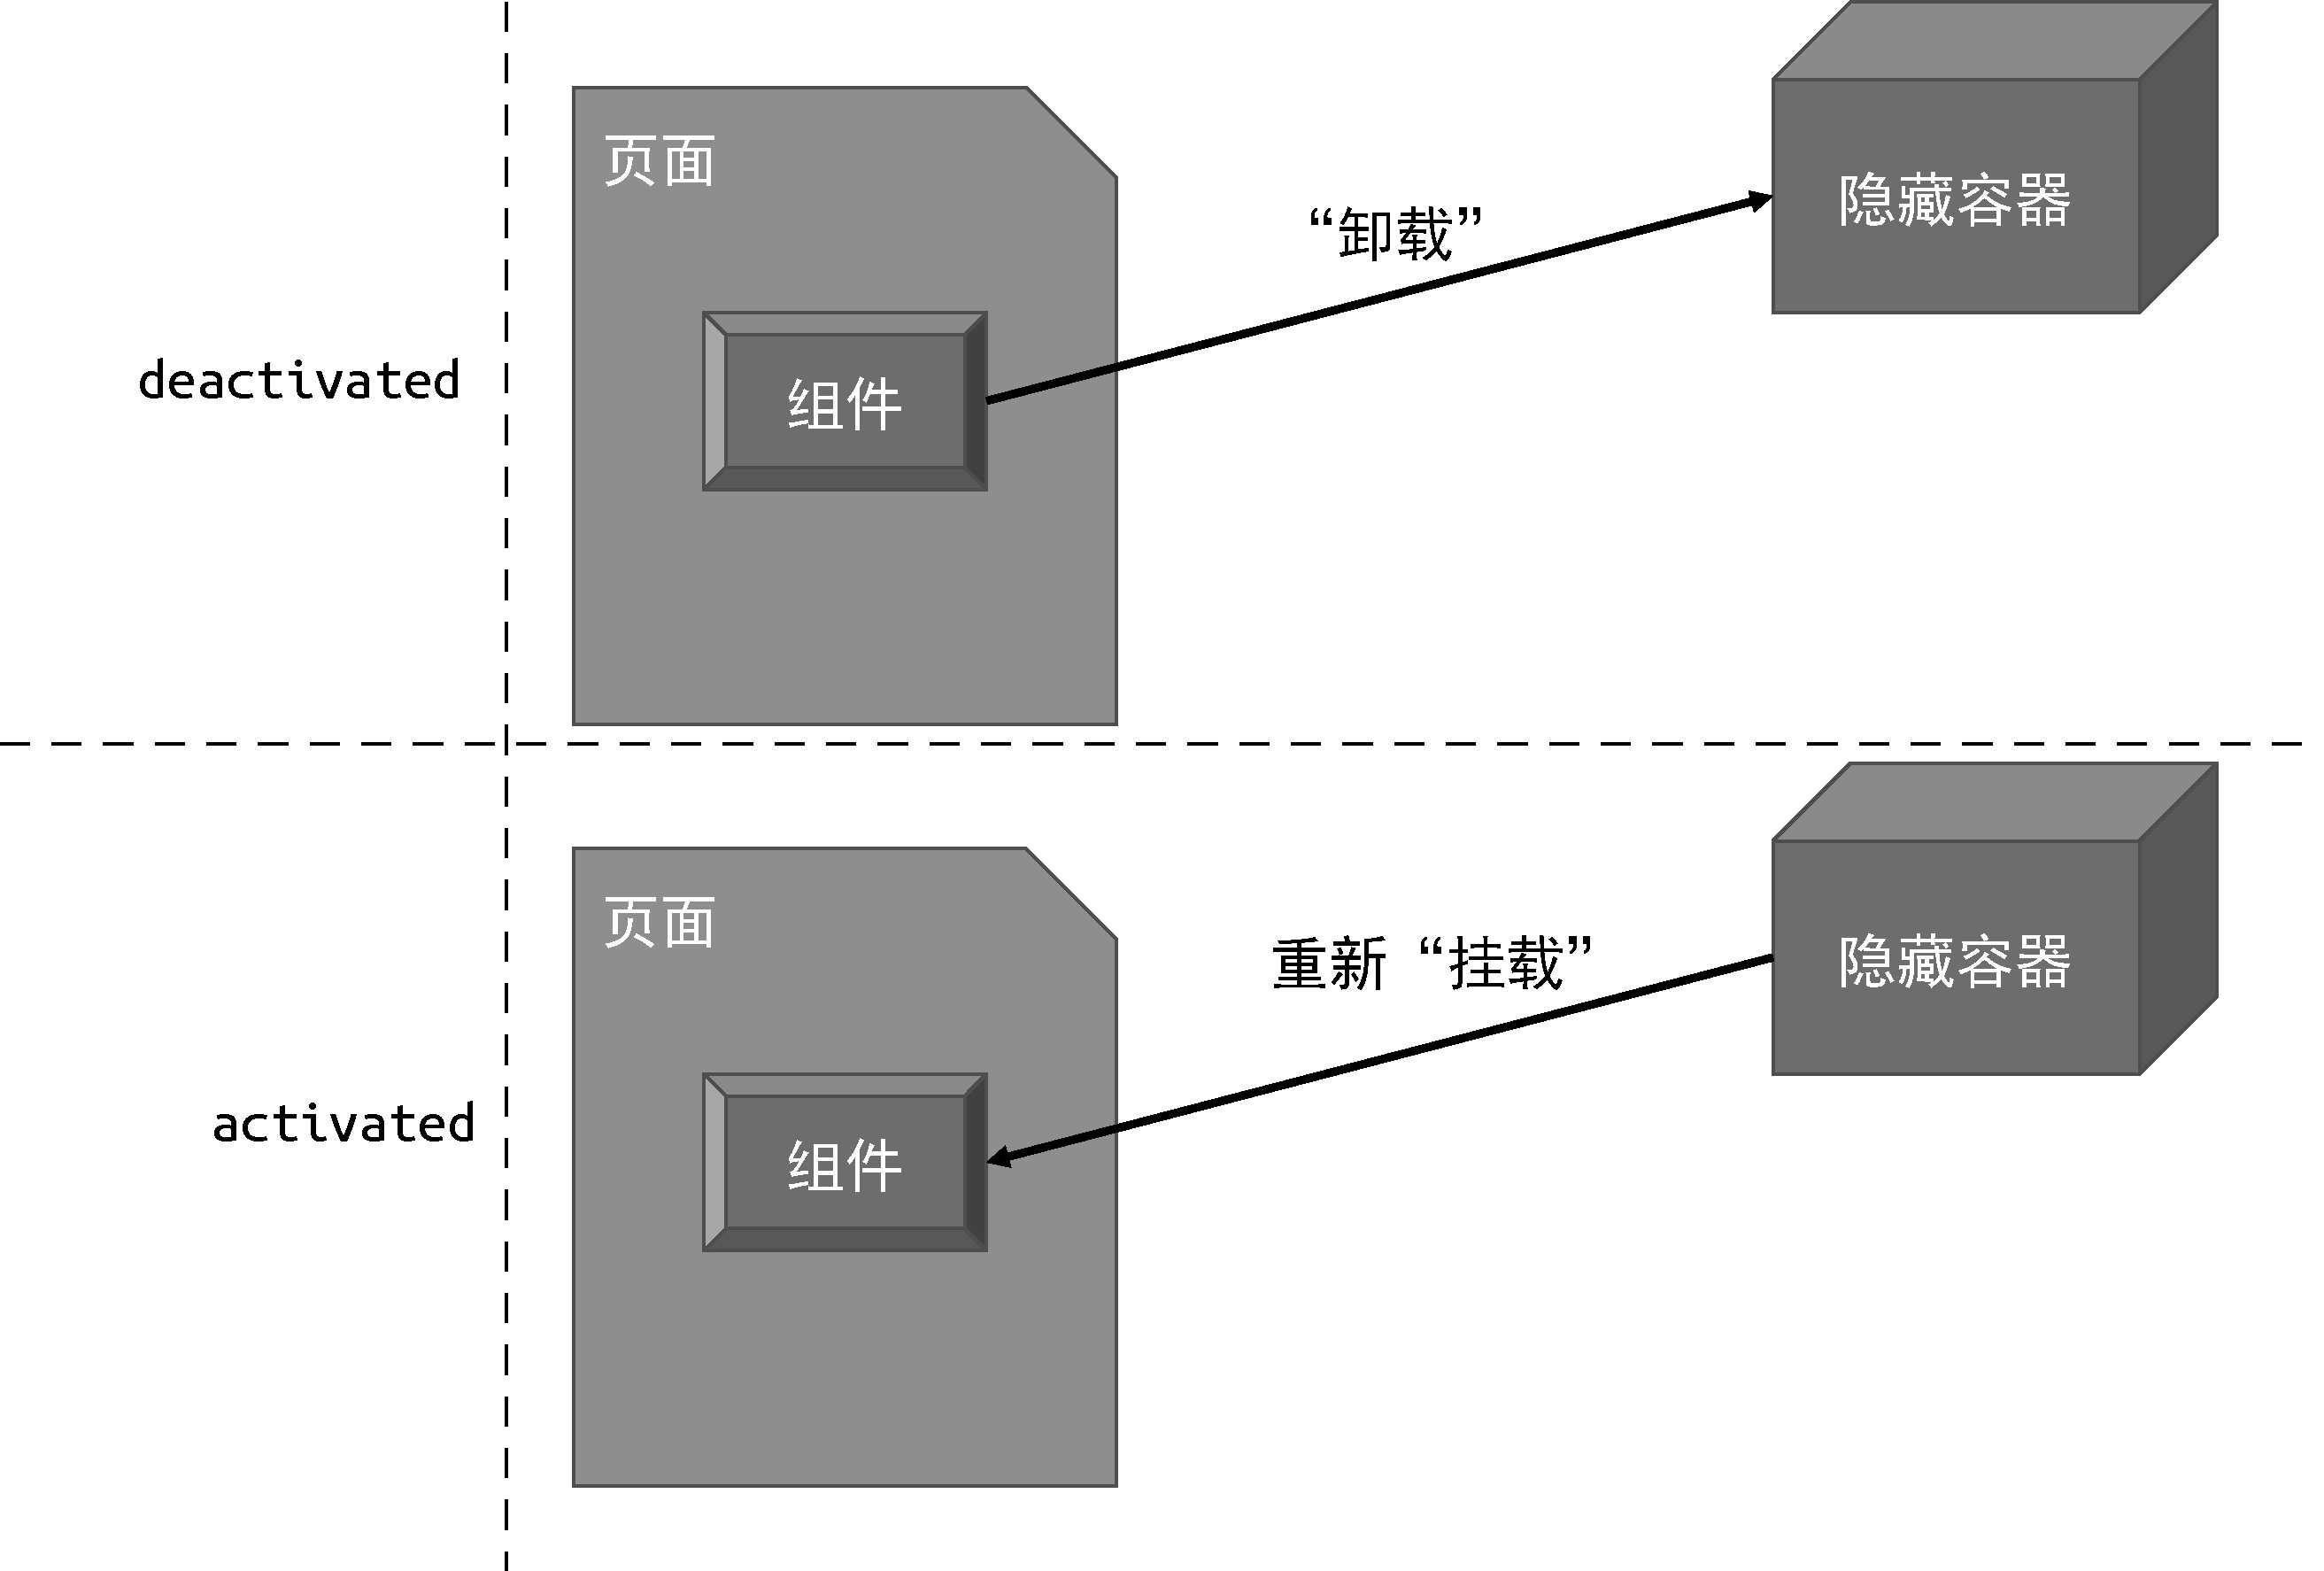 页面
隐藏容器
“卸载”
deactivated
组件
页面
隐藏容器
重新“挂载”
activated
组件